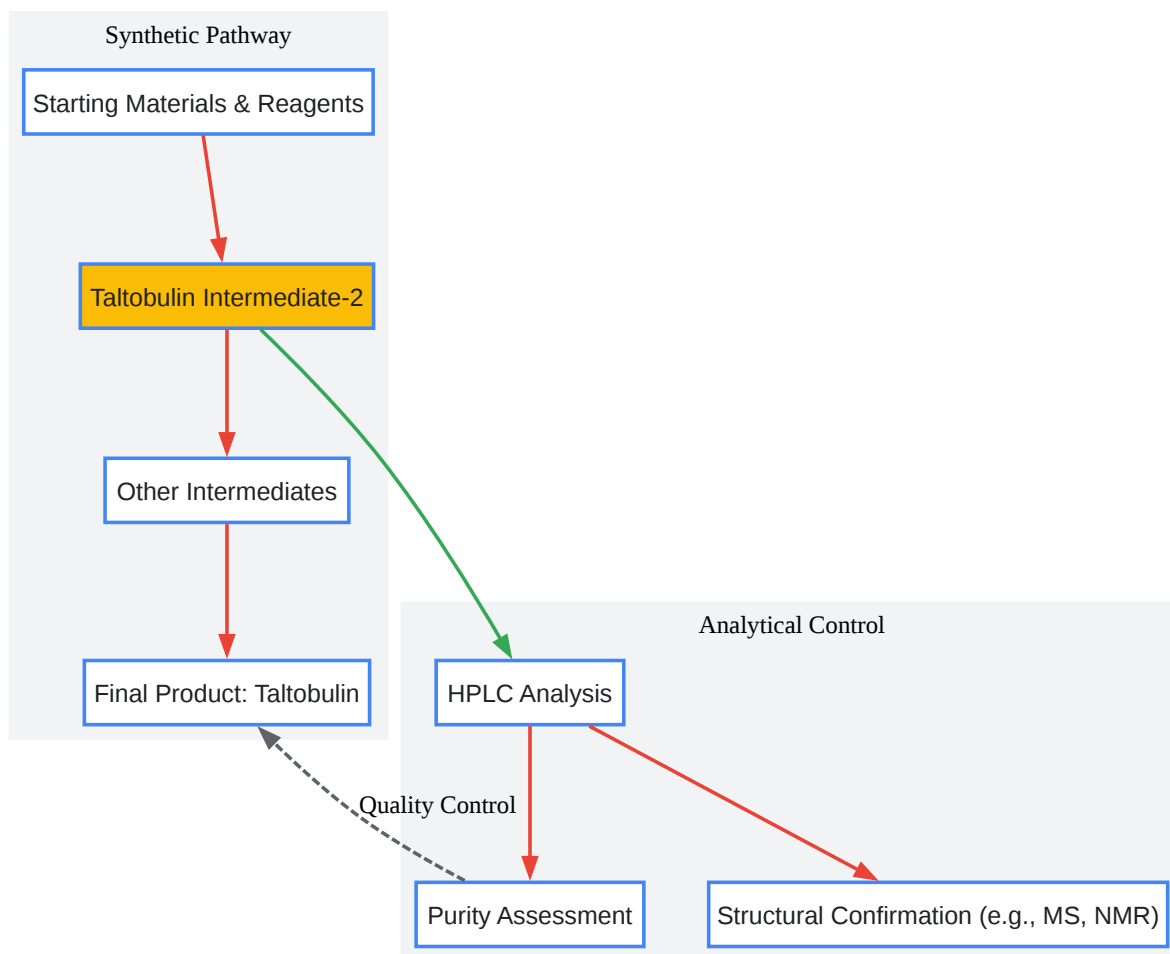 Synthetic Pathway
Starting Materials & Reagents
Taltobulin Intermediate-2
Other Intermediates
Final Product: Taltobulin
Analytical Control
HPLC Analysis
Quality Control
Purity Assessment
Structural Confirmation (e.g., MS, NMR)